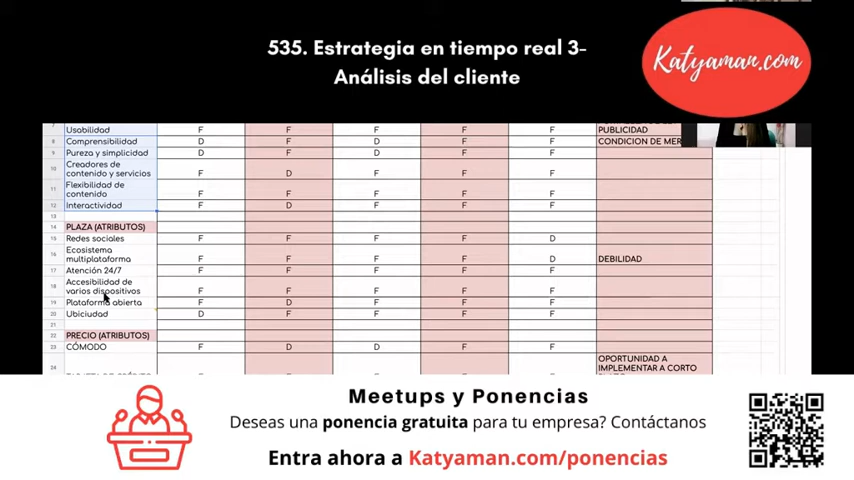 535. Estrategia en tiempo real 3-
Análisis del cliente
Katyaman.com
7 Usabilidad F F F F F PUBLICIDAD
8 Comprensibilidad D F D F F CONDICION DE MER
9 Pureza y simplicidad D F D F F
Creadores de
10 contenido y servicios F D F F F
Flexibilidad de
11 contenido F F F F F
12 Interactividad F D F F F
13
14 PLAZA (ATRIBUTOS)
15 Redes sociales F F F F D
Ecosistema
16 multiplataforma F F F F D DEBILIDAD
17 Atención 24/7 F F F F F
Accesibilidad de
18 varios dispositivos F F F F F
19 Plataforma abierta F D F F F
20 Ubicuidad D F F F F
21
22 PRECIO (ATRIBUTOS)
23 CÓMODO F D D F F
OPORTUNIDAD A
24 IMPLEMENTAR A CORTO
Meetups y Ponencias
Deseas una ponencia gratuita para tu empresa? Contáctanos
Entra ahora a Katyaman.com/ponencias